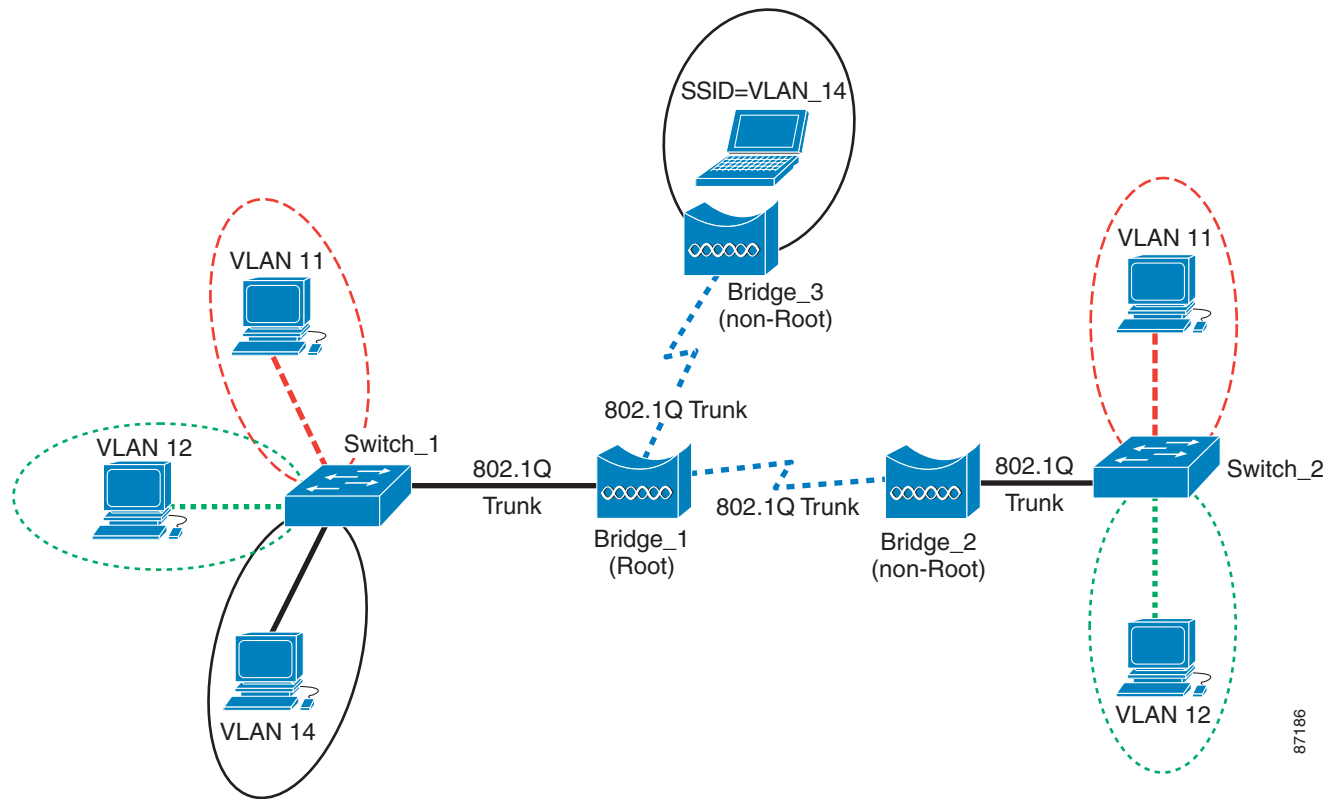 SSID=VLAN_14
VLAN 11
VLAN 11
Bridge_3
(non-Root)
802.1Q Trunk
VLAN 12
Switch_1
802.1Q
Trunk
802.1Q Trunk
802.1Q
Trunk
Switch_2
Bridge_1
(Root)
Bridge_2
(non-Root)
VLAN 14
VLAN 12
87186